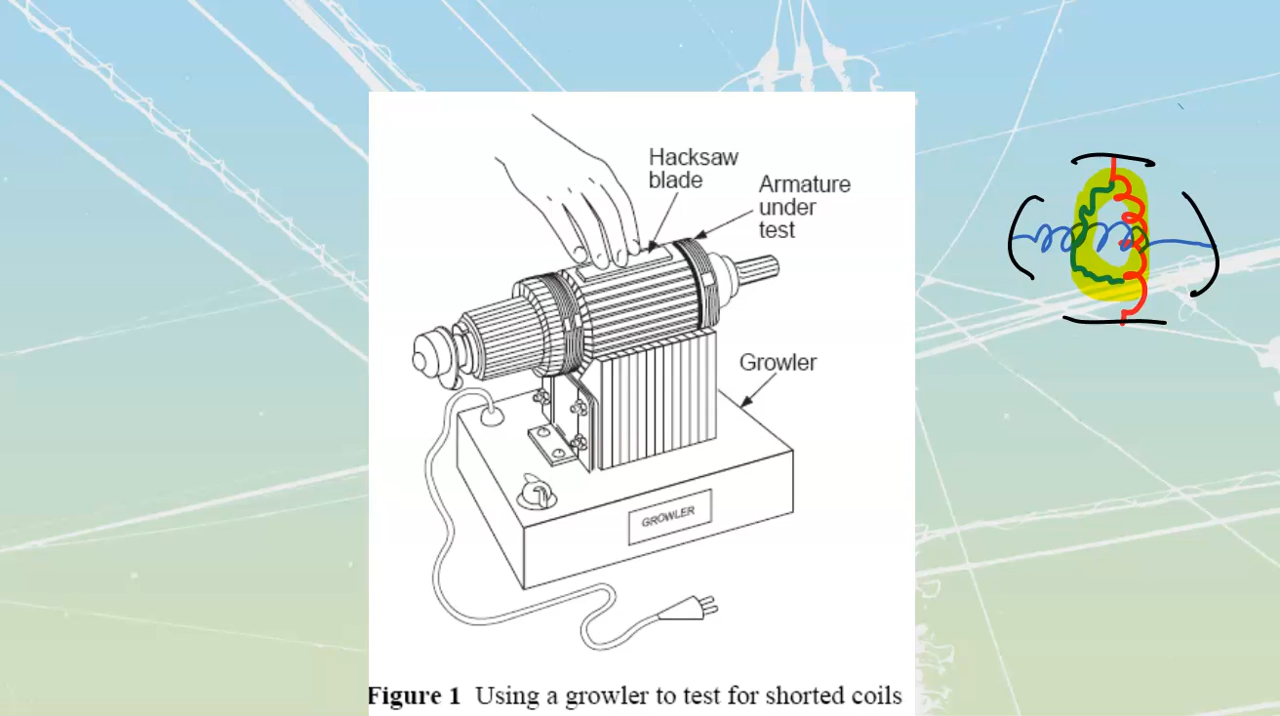 Hacksaw
blade
Armature
under
test
Growler
GROWLER
Figure 1 Using a growler to test for shorted coils